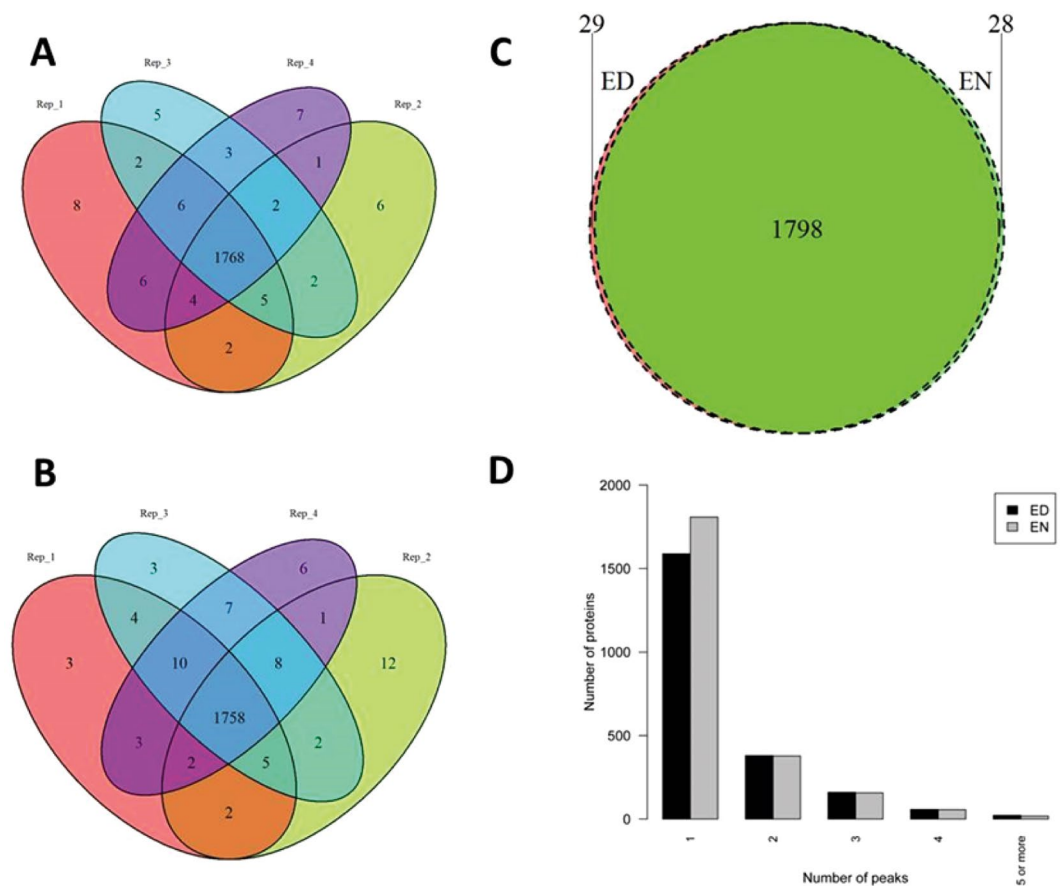 A
Rep_3
Rep_4
Rep_1
Rep_2
5
7
2
3
1
8
6
2
6
1768
6
4
5
2
2
C
29
28
ED
EN
1798
B
Rep_3
Rep_4
Rep_1
Rep_2
3
6
4
7
1
3
10
8
12
1758
3
2
5
2
2
D
2000
1500
1000
500
0
Number of proteins
ED
EN
1
2
3
4
5 or more
Number of peaks